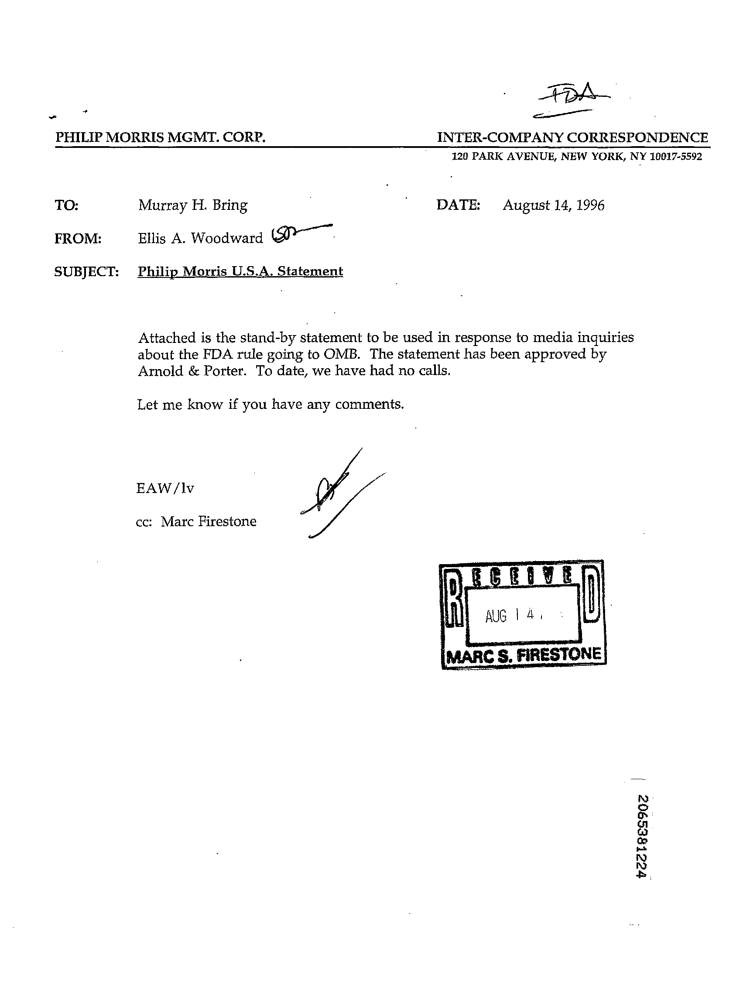 FDA
PHILIP MORRIS MGMT. CORP. INTER-COMPANY CORRESPONDENCE
120 PARK AVENUE, NEW YORK, NY 10017-5592
TO: Murray H. Bring DATE: August 14, 1996
FROM: Ellis A. Woodward
SUBJECT: Philip Morris U.S.A. Statement
Attached is the stand-by statement to be used in response to media inquiries
about the FDA rule going to OMB. The statement has been approved by
Arnold & Porter. To date, we have had no calls.
Let me know if you have any comments.
EAW/lv
cc: Marc Firestone
RECEIVED
AUG 14
MARC S. FIRESTONE
2065381224